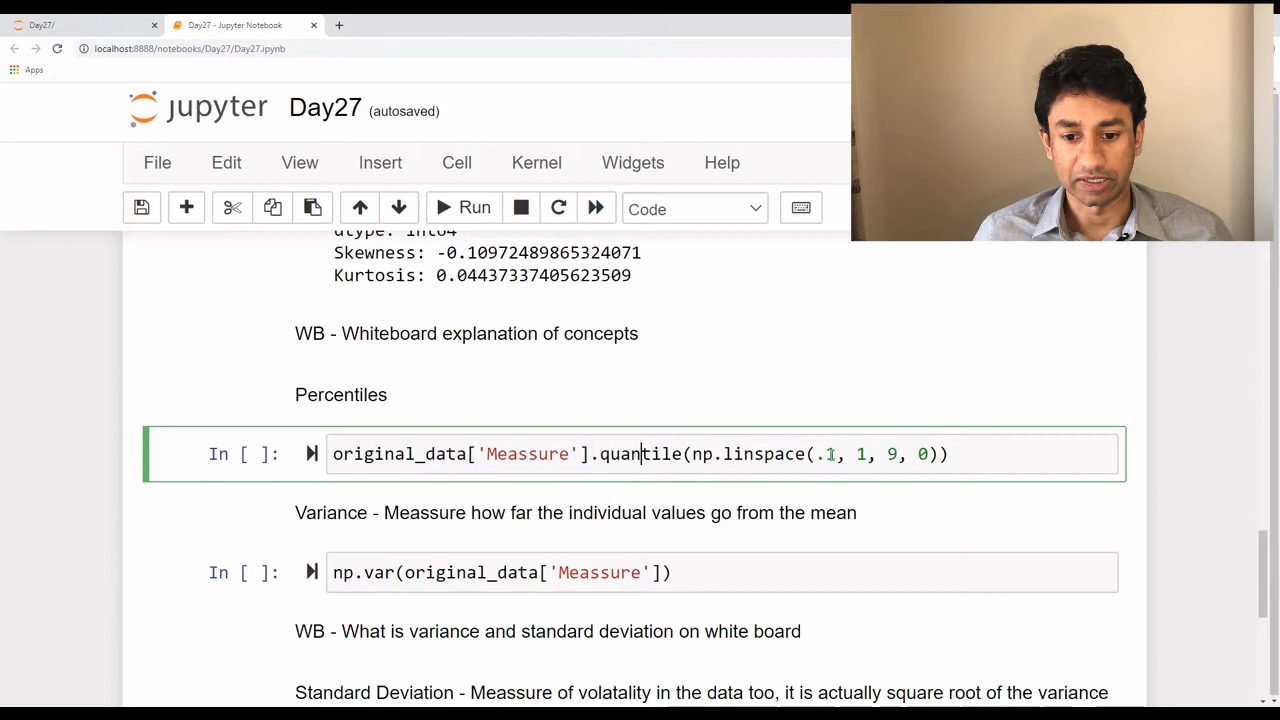 Day27/
Day27 - Jupyter Notebook
localhost:8888/notebooks/Day27/Day27.ipynb
Apps
jupyter Day27 (autosaved)
File Edit View Insert Cell Kernel Widgets Help
Run Code
dtype: int64
Skewness: -0.10972489865324071
Kurtosis: 0.04437337405623509
WB - Whiteboard explanation of concepts
Percentiles
In [ ]: original_data['Meassure'].quantile(np.linspace(.1, 1, 9, 0))
Variance - Meassure how far the individual values go from the mean
In [ ]: np.var(original_data['Meassure'])
WB - What is variance and standard deviation on white board
Standard Deviation - Meassure of volatality in the data too, it is actually square root of the variance